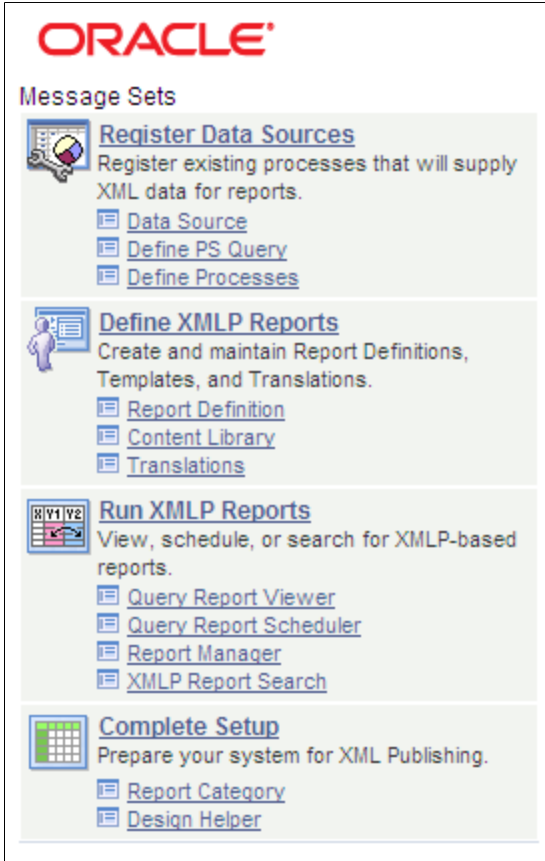 ORACLE
Message Sets
Register Data Sources
Register existing processes that will supply
XML data for reports.
Data Source
Define PS Query
Define Processes
Define XMLP Reports
Create and maintain Report Definitions,
Templates, and Translations.
Report Definition
Content Library
Translations
X Y1 Y2
Run XMLP Reports
View, schedule, or search for XMLP-based
reports.
Query Report Viewer
Query Report Scheduler
Report Manager
XMLP Report Search
Complete Setup
Prepare your system for XML Publishing.
Report Category
Design Helper